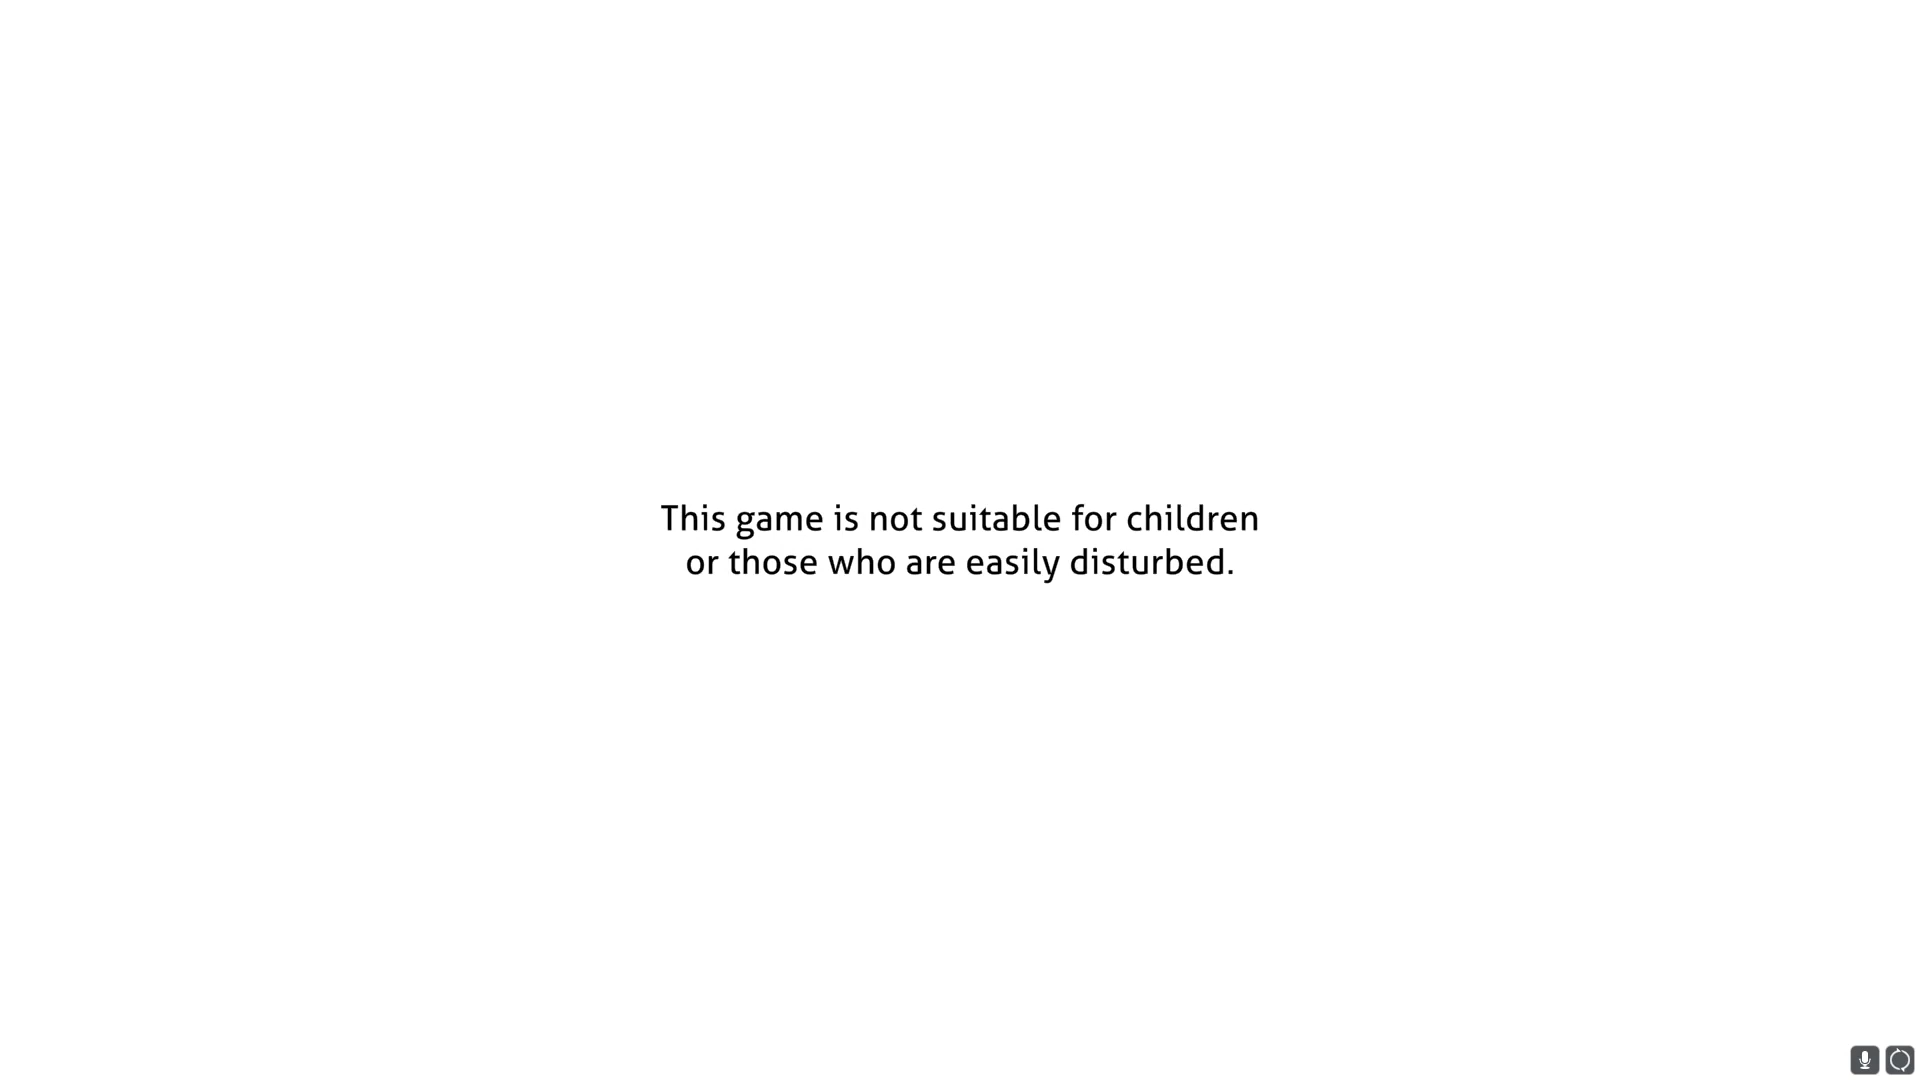 This game is not suitable for children
or those who are easily disturbed.